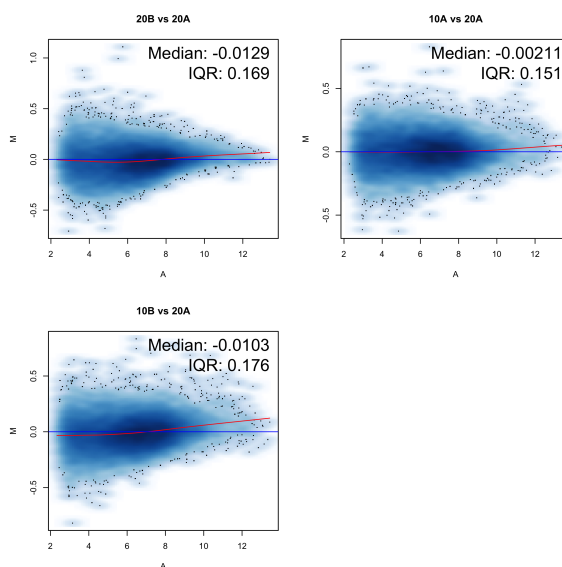 20B vs 20A
Median: -0.0129
IQR: 0.169
M
1.0
0.5
0.0
-0.5
2 4 6 8 10 12
A
10A vs 20A
Median: -0.00211
IQR: 0.151
M
0.5
0.0
-0.5
2 4 6 8 10 12
A
10B vs 20A
Median: -0.0103
IQR: 0.176
M
0.5
0.0
-0.5
2 4 6 8 10 12
A